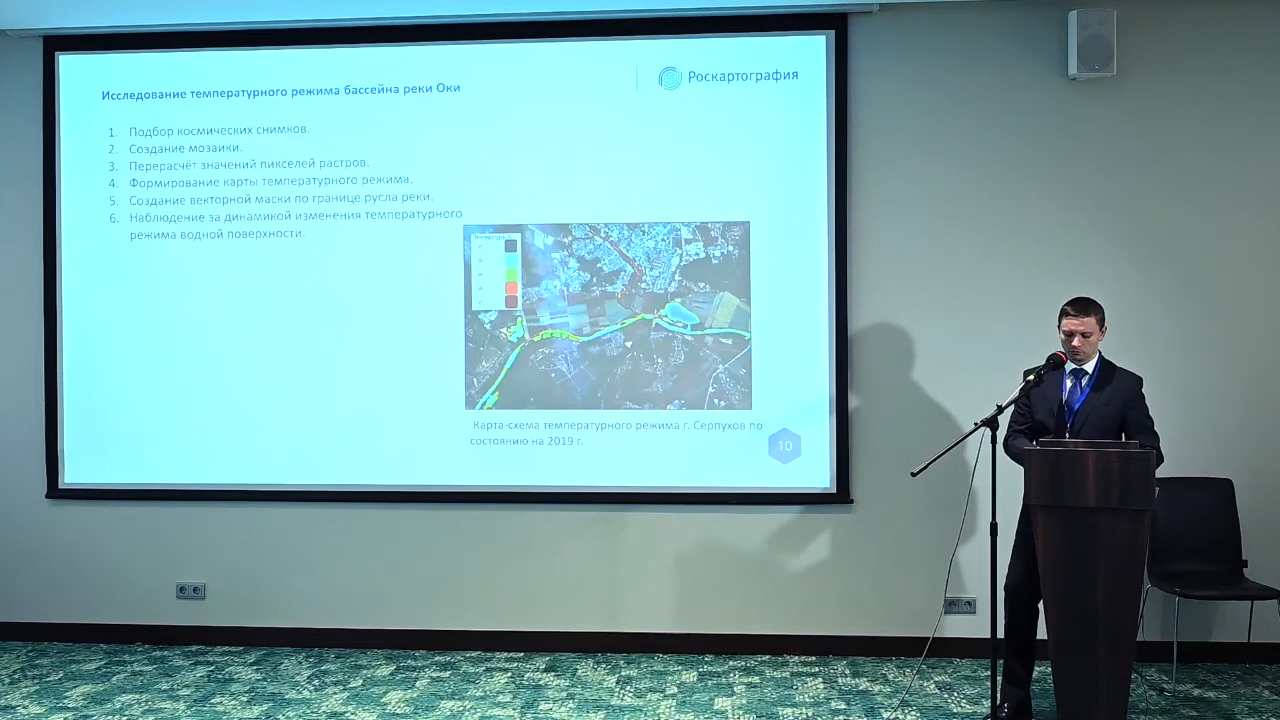 Роскартография
Исследование температурного режима бассейна реки Оки
1. Подбор космических снимков.
2. Создание мозаики.
3. Перерасчёт значений пикселей растров.
4. Формирование карты температурного режима.
5. Создание векторной маски по границе русла реки.
6. Наблюдение за динамикой изменения температурного
режима водной поверхности.
Температура
Карта-схема температурного режима г. Серпухов по
состоянию на 2019 г.
10